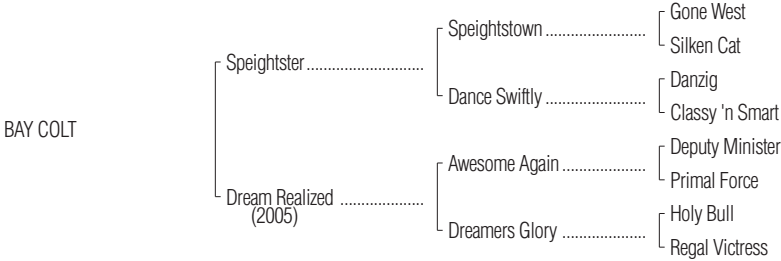 Gone West
Speightstown ........................
Silken Cat
Speightster ............................
Danzig
Dance Swiftly ........................
Classy 'n Smart
BAY COLT
Deputy Minister
Awesome Again ....................
Primal Force
Dream Realized ....................
(2005)
Holy Bull
Dreamers Glory ....................
Regal Victress